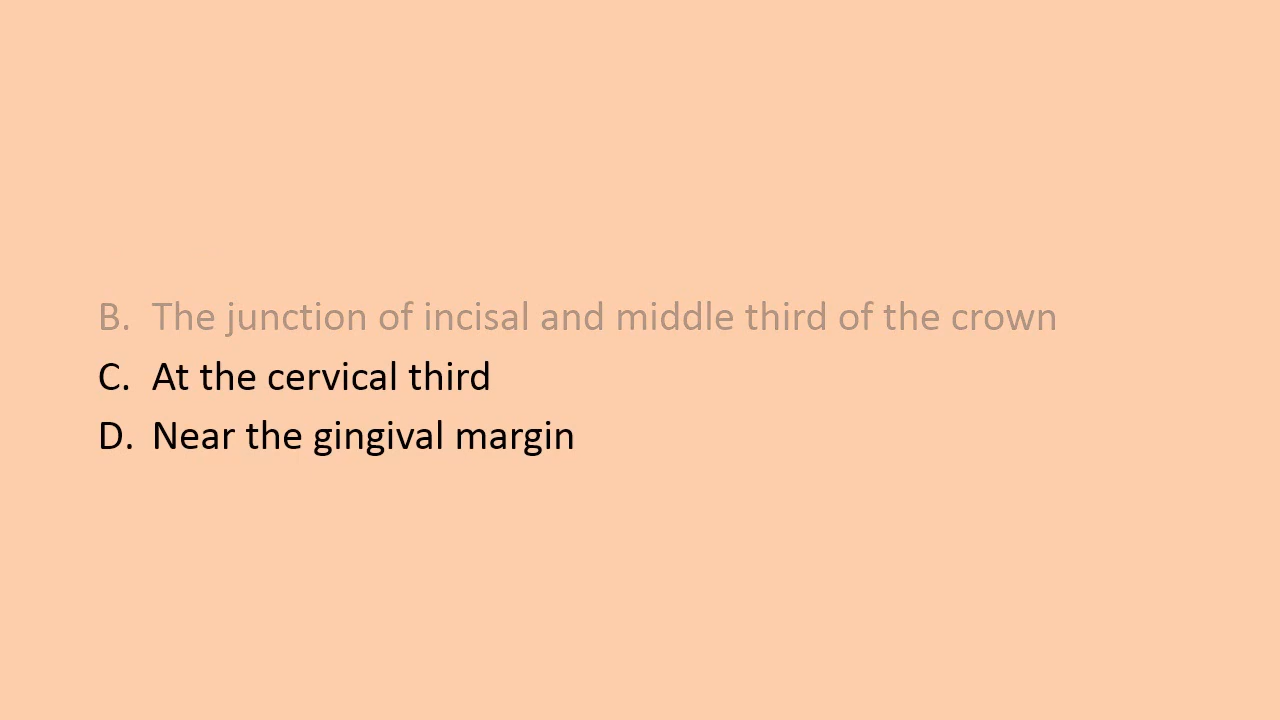 B. The junction of incisal and middle third of the crown
C. At the cervical third
D. Near the gingival margin